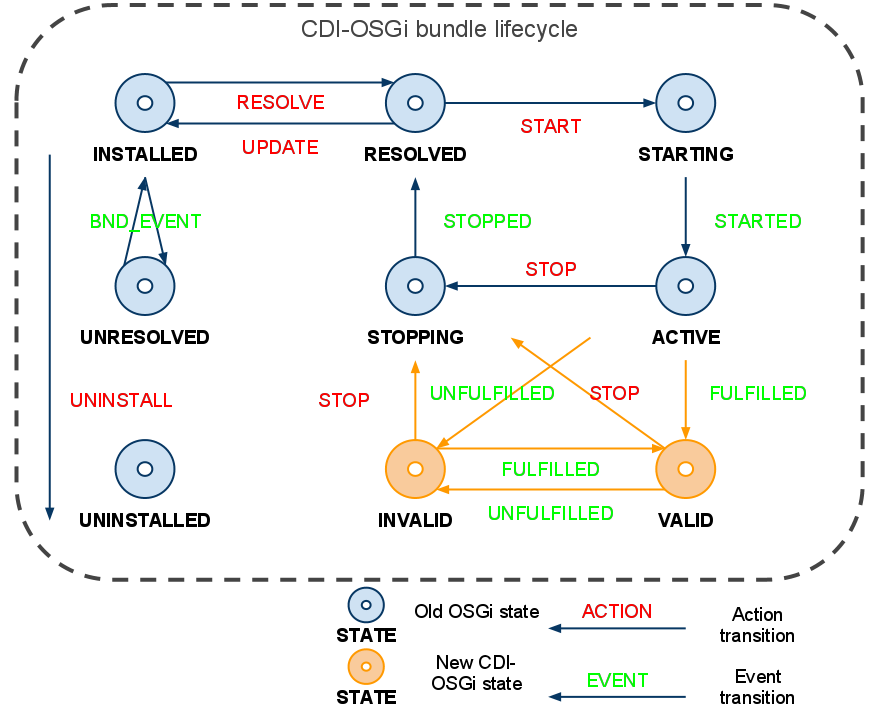 CDI-OSGi bundle lifecycle
RESOLVE
START
UPDATE
INSTALLED
RESOLVED
STARTING
BND_EVENT
STOPPED
STARTED
STOP
UNRESOLVED
STOPPING
ACTIVE
UNINSTALL
STOP
UNFULFILLED
STOP
FULFILLED
FULFILLED
UNFULFILLED
UNINSTALLED
INVALID
VALID
Old OSGi state
STATE
ACTION
Action
transition
New CDI-
OSGi state
STATE
EVENT
Event
transition